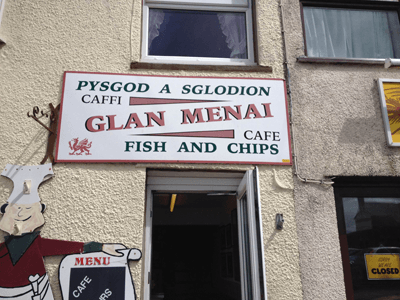 PYSGOD A SGLODION
CAFFI
GLAN MENAI
CAFE
FISH AND CHIPS
MENU
CAFE
CLOSED